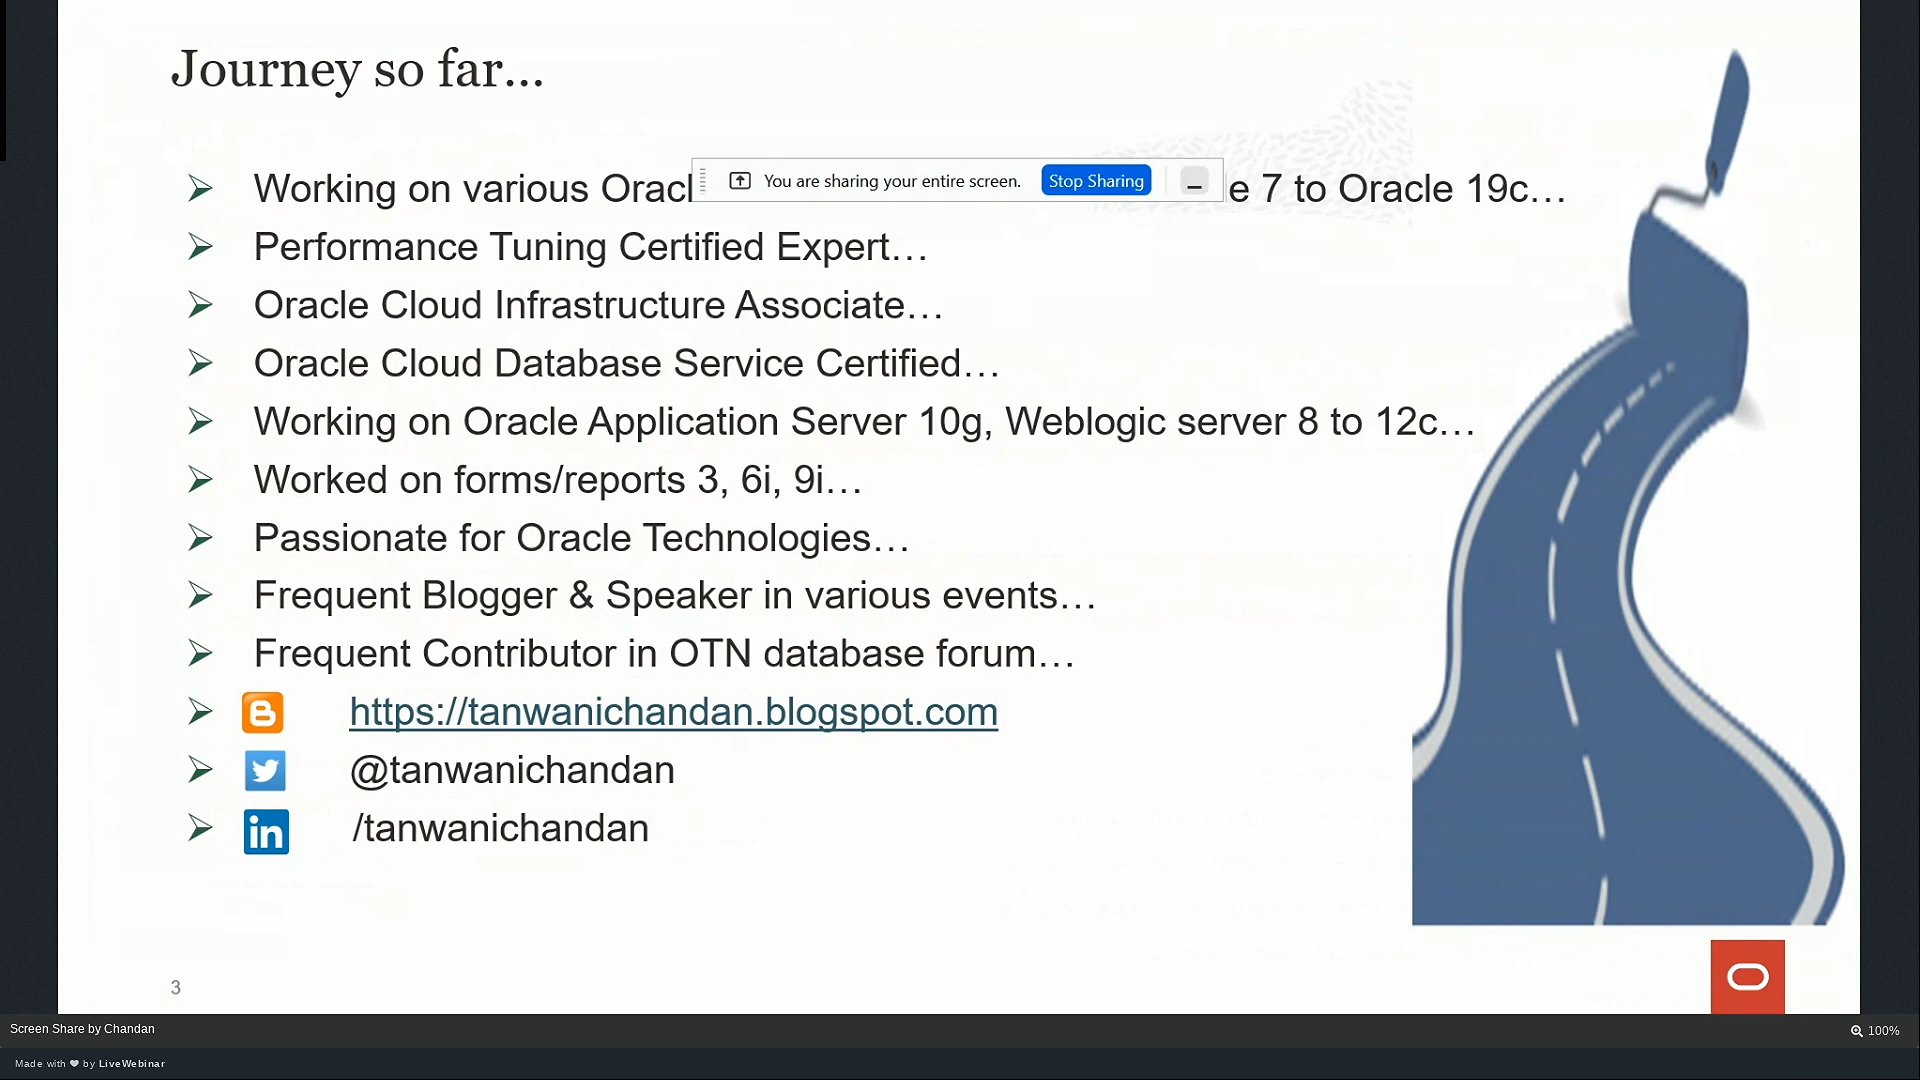 Journey so far...
Working on various Oracl
You are sharing your entire screen. Stop Sharing
e 7 to Oracle 19c…
Performance Tuning Certified Expert…
Oracle Cloud Infrastructure Associate…
Oracle Cloud Database Service Certified…
Working on Oracle Application Server 10g, Weblogic server 8 to 12c…
Worked on forms/reports 3, 6i, 9i…
Passionate for Oracle Technologies…
Frequent Blogger & Speaker in various events…
Frequent Contributor in OTN database forum…
https://tanwanichandan.blogspot.com
@tanwanichandan
in /tanwanichandan
3
Screen Share by Chandan
100%
Made with ❤ by LiveWebinar